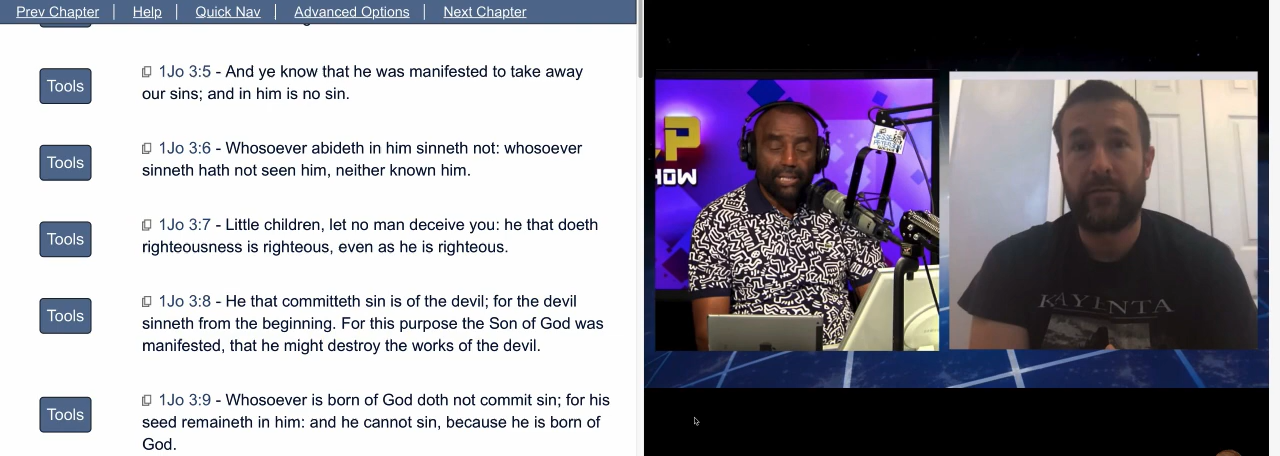 Prev Chapter | Help | Quick Nav | Advanced Options | Next Chapter
Tools
1Jo 3:5 - And ye know that he was manifested to take away
our sins; and in him is no sin.
Tools
1Jo 3:6 - Whosoever abideth in him sinneth not: whosoever
sinneth hath not seen him, neither known him.
Tools
1Jo 3:7 - Little children, let no man deceive you: he that doeth
righteousness is righteous, even as he is righteous.
Tools
1Jo 3:8 - He that committeth sin is of the devil; for the devil
sinneth from the beginning. For this purpose the Son of God was
manifested, that he might destroy the works of the devil.
Tools
1Jo 3:9 - Whosoever is born of God doth not commit sin; for his
seed remaineth in him: and he cannot sin, because he is born of
God.
LP
HOW
JESSE
PETER
KAYENTA